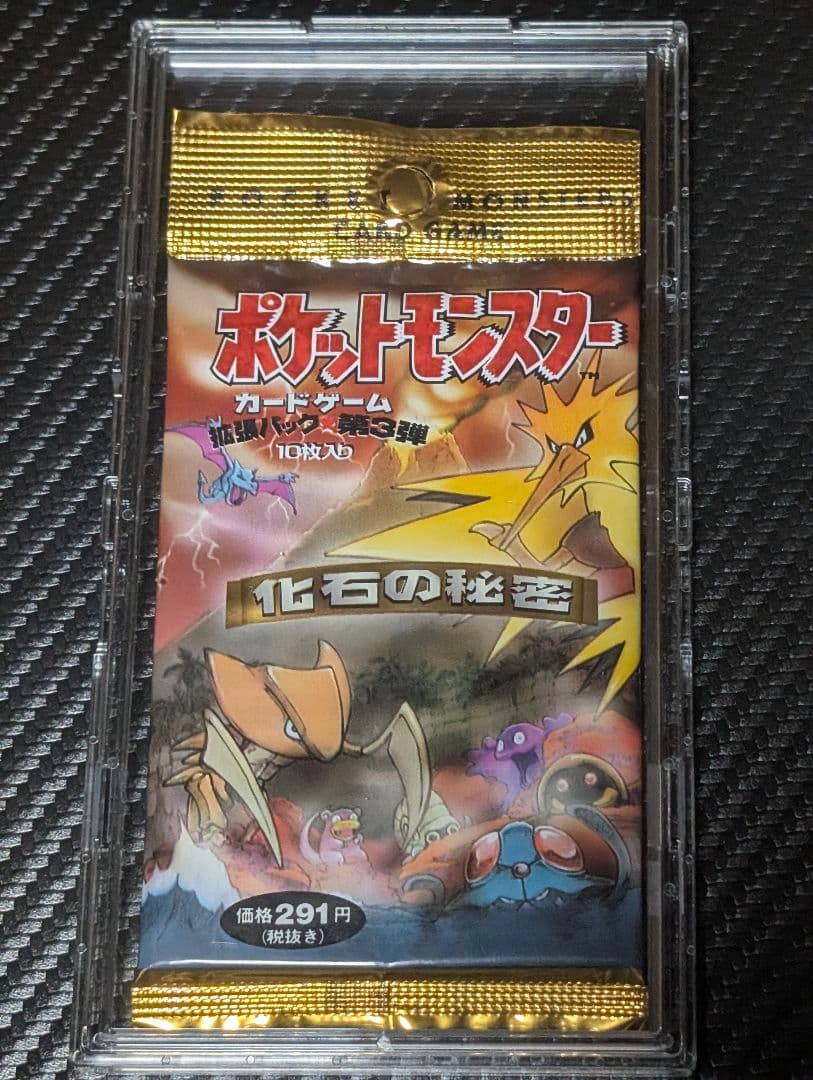 POCKET MONSTERS
CARD GAME
ポケットモンスター
TM
カードゲーム
拡張パック 第3弾
10枚入り
化石の秘密
価格291円
(税抜き)